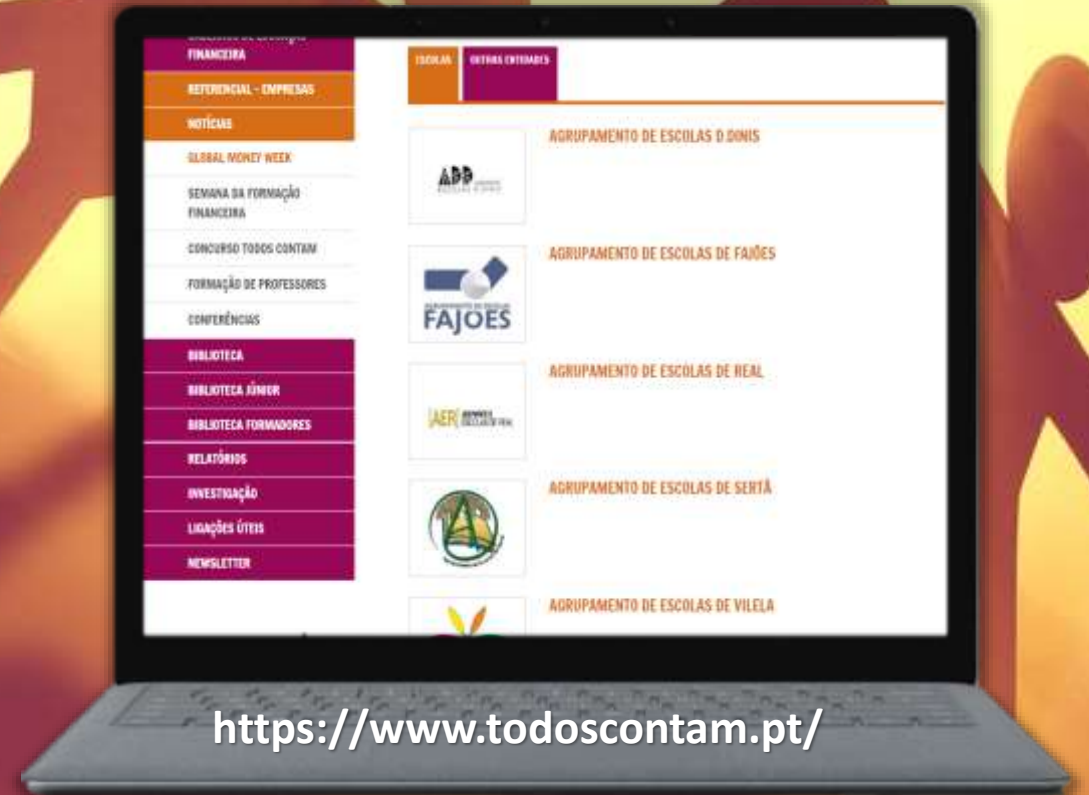 FINANCEIRA
REFERENCIAL - EMPRESAS
NOTÍCIAS
GLOBAL MONEY WEEK
SEMANA DA FORMAÇÃO
FINANCEIRA
CONCURSO TODOS CONTAM
FORMAÇÃO DE PROFESSORES
CONFERÊNCIAS
BIBLIOTECA
BIBLIOTECA JÚNIOR
BIBLIOTECA FORMADORES
RELATÓRIOS
INVESTIGAÇÃO
LIGAÇÕES ÚTEIS
NEWSLETTER
ESCOLAS
OUTRAS ENTIDADES
AGRUPAMENTO DE ESCOLAS D.DINIS
AGRUPAMENTO DE ESCOLAS DE FAJÕES
FAJÕES
AGRUPAMENTO DE ESCOLAS DE REAL
AER
AGRUPAMENTO DE ESCOLAS DE SERTÃ
AGRUPAMENTO DE ESCOLAS DE VILELA
https://www.todoscontam.pt/